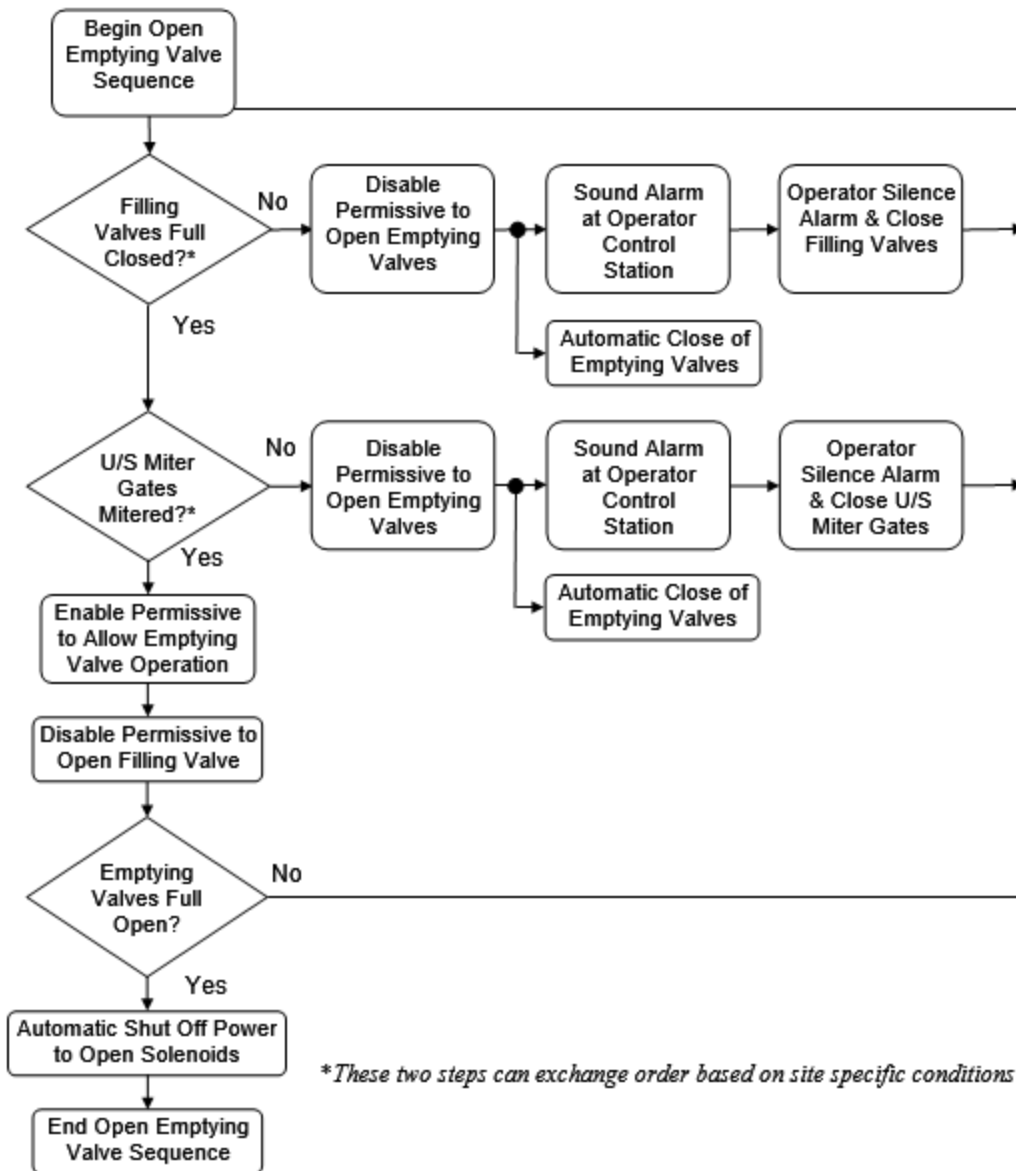 Begin Open
Emptying Valve
Sequence
Filling
Valves Full
Closed?*
No
Disable
Permissive to
Open Emptying
Valves
Sound Alarm
at Operator
Control
Station
Operator Silence
Alarm & Close
Filling Valves
Automatic Close of
Emptying Valves
Yes
U/S Miter
Gates
Mitered?*
No
Disable
Permissive to
Open Emptying
Valves
Sound Alarm
at Operator
Control
Station
Operator
Silence Alarm
& Close U/S
Miter Gates
Automatic Close of
Emptying Valves
Yes
Enable Permissive
to Allow Emptying
Valve Operation
Disable Permissive to
Open Filling Valve
Emptying
Valves Full
Open?
No
Yes
Automatic Shut Off Power
to Open Solenoids
*These two steps can exchange order based on site specific conditions
End Open Emptying
Valve Sequence